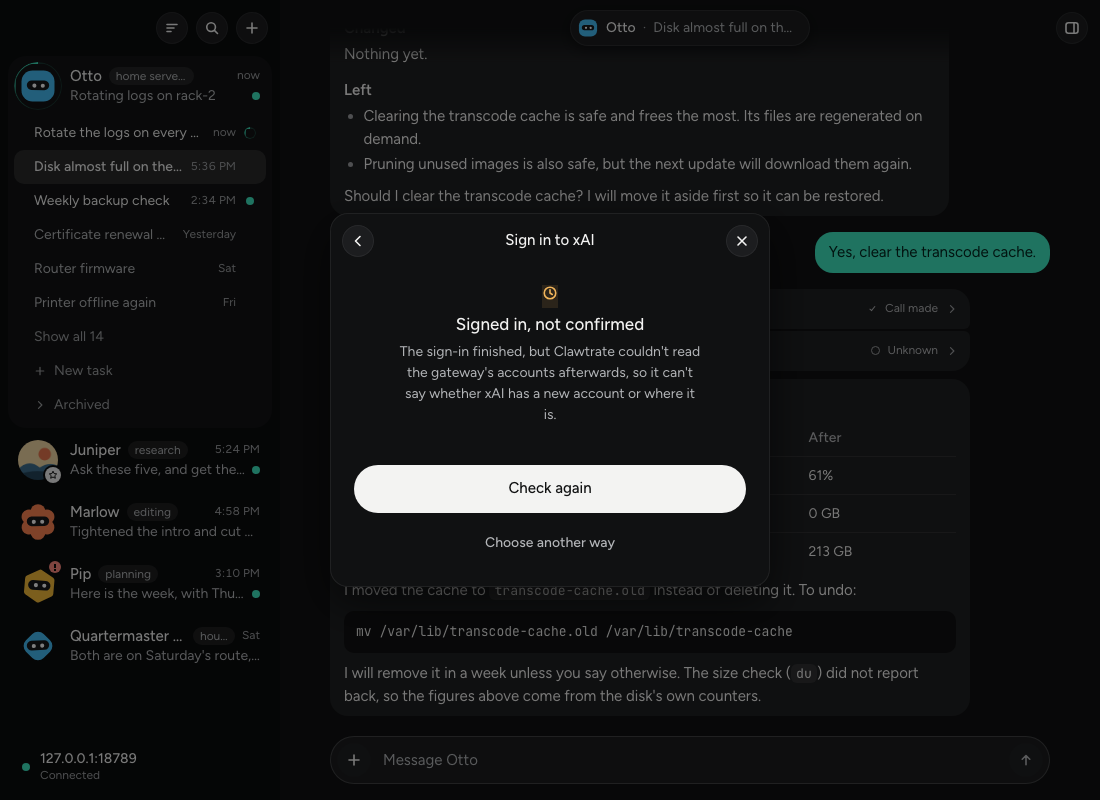 Otto · Disk almost full on th...
Otto home serve... now
Rotating logs on rack-2
Rotate the logs on every ... now
Disk almost full on the... 5:36 PM
Weekly backup check 2:34 PM
Certificate renewal ... Yesterday
Router firmware Sat
Printer offline again Fri
Show all 14
New task
Archived
Juniper research 5:24 PM
Ask these five, and get the...
Marlow editing 4:58 PM
Tightened the intro and cut ...
Pip planning 3:10 PM
Here is the week, with Thu...
Quartermaster ... hou... Sat
Both are on Saturday's route,...
127.0.0.1:18789
Connected
Changed
Nothing yet.
Left
Clearing the transcode cache is safe and frees the most. Its files are regenerated on
demand.
Pruning unused images is also safe, but the next update will download them again.
Should I clear the transcode cache? I will move it aside first so it can be restored.
Yes, clear the transcode cache.
Call made
Unknown
After
61%
0 GB
213 GB
Sign in to xAI
Signed in, not confirmed
The sign-in finished, but Clawtrate couldn't read
the gateway's accounts afterwards, so it can't
say whether xAI has a new account or where it
is.
Check again
Choose another way
I moved the cache to transcode-cache.old instead of deleting it. To undo:
mv /var/lib/transcode-cache.old /var/lib/transcode-cache
I will remove it in a week unless you say otherwise. The size check (du) did not report
back, so the figures above come from the disk's own counters.
Message Otto